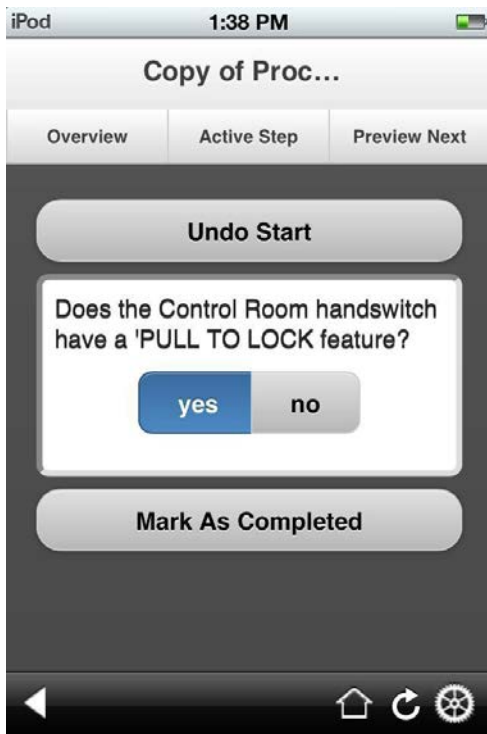 iPod 1:38 PM
Copy of Proc...
Overview Active Step Preview Next
Undo Start
Does the Control Room handswitch
have a 'PULL TO LOCK feature?
yes no
Mark As Completed